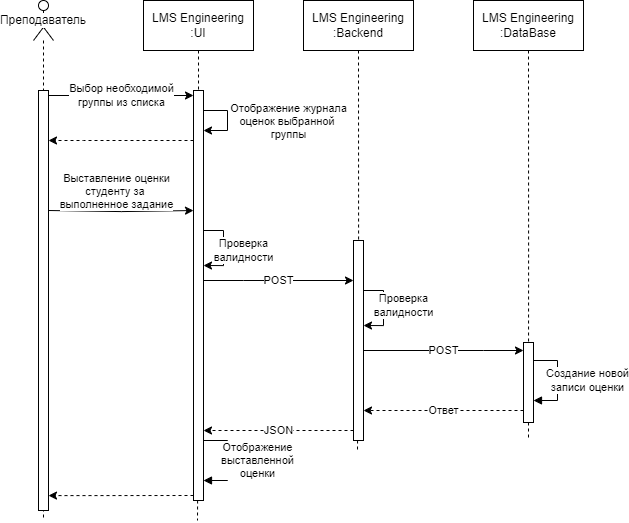 Преподаватель
LMS Engineering
:UI
LMS Engineering
:Backend
LMS Engineering
:DataBase
Выбор необходимой
группы из списка
Отображение журнала
оценок выбранной
группы
Выставление оценки
студенту за
выполненное задание
Проверка
валидности
POST
Проверка
валидности
POST
Создание новой
записи оценки
Ответ
JSON
Отображение
выставленной
оценки